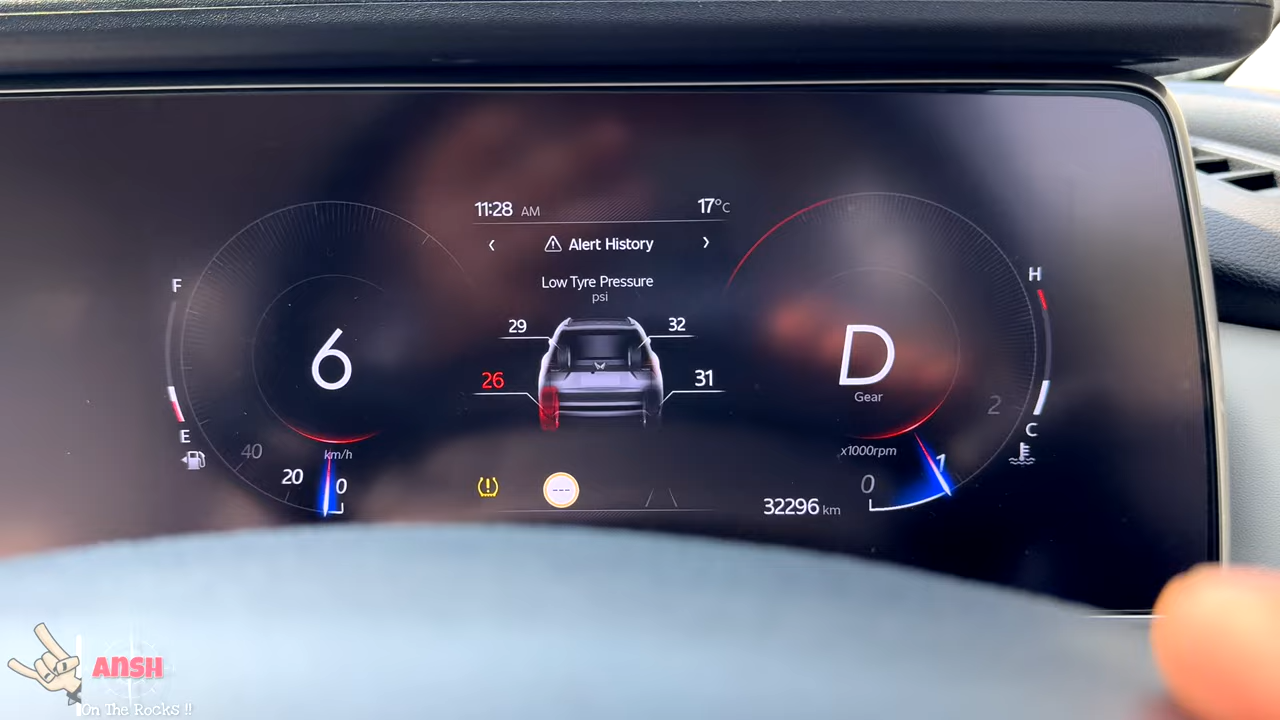 11:28 AM 17°C
‹ Alert History ›
Low Tyre Pressure
psi
29 32
26 31
F
E
6
km/h
40
20
0
D
Gear
x1000rpm
0
1
2
H
C
---
32296 km
ANSH
On The Rocks !!